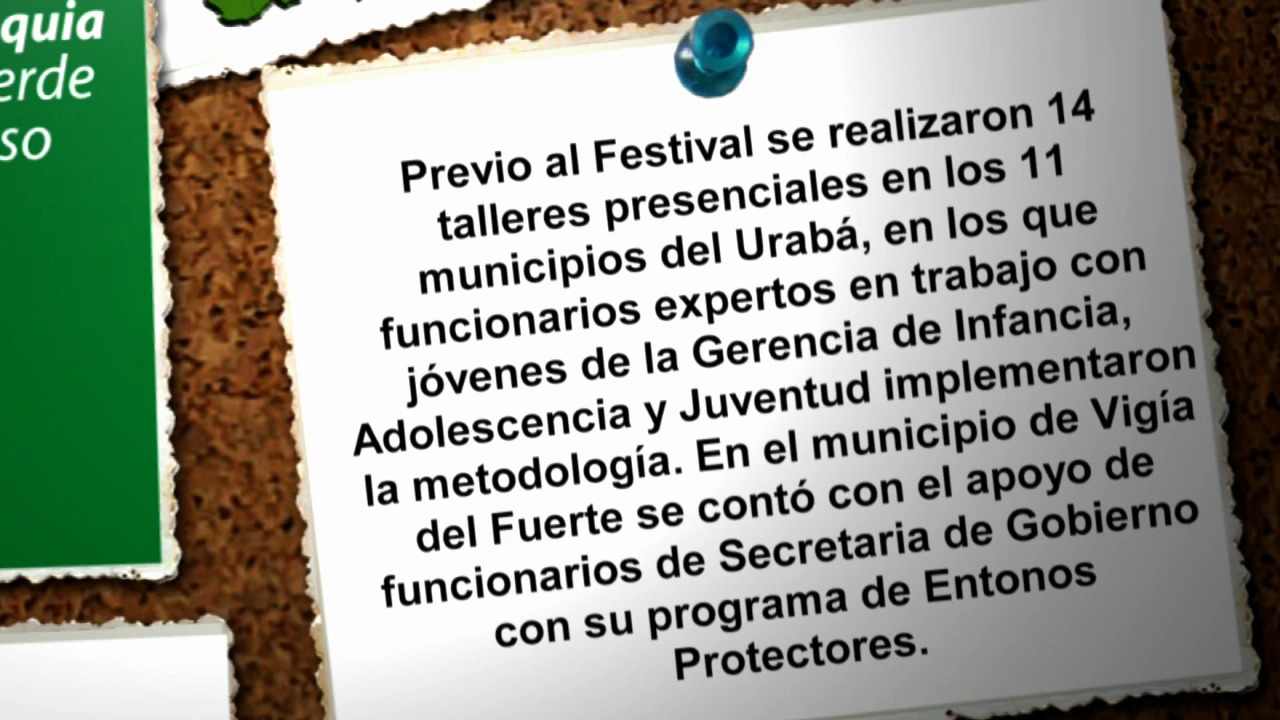 quia
erde
so
Previo al Festival se realizaron 14
talleres presenciales en los 11
municipios del Urabá, en los que
funcionarios expertos en trabajo con
jóvenes de la Gerencia de Infancia,
Adolescencia y Juventud implementaron
la metodología. En el municipio de Vigía
del Fuerte se contó con el apoyo de
funcionarios de Secretaria de Gobierno
con su programa de Entonos
Protectores.